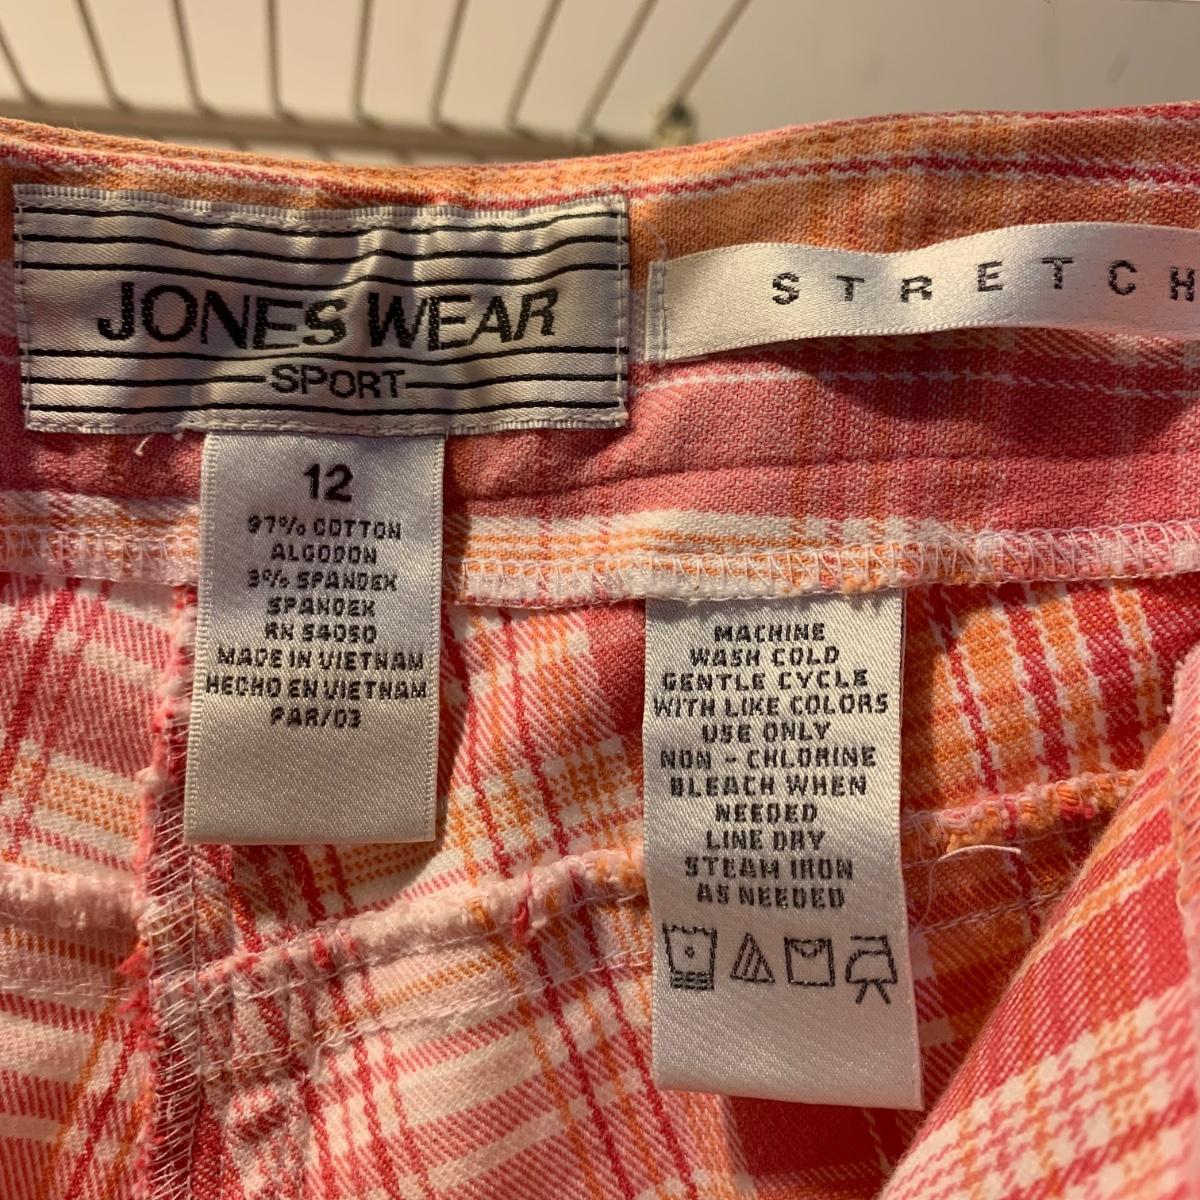 JONES WEAR
SPORT
STRETCH
12
97% COTTON
ALGODON
3% SPANDEX
SPANDEX
RN 54050
MADE IN VIETNAM
HECHO EN VIETNAM
PAR/03
MACHINE
WASH COLD
GENTLE CYCLE
WITH LIKE COLORS
USE ONLY
NON - CHLORINE
BLEACH WHEN
NEEDED
LINE DRY
STEAM IRON
AS NEEDED